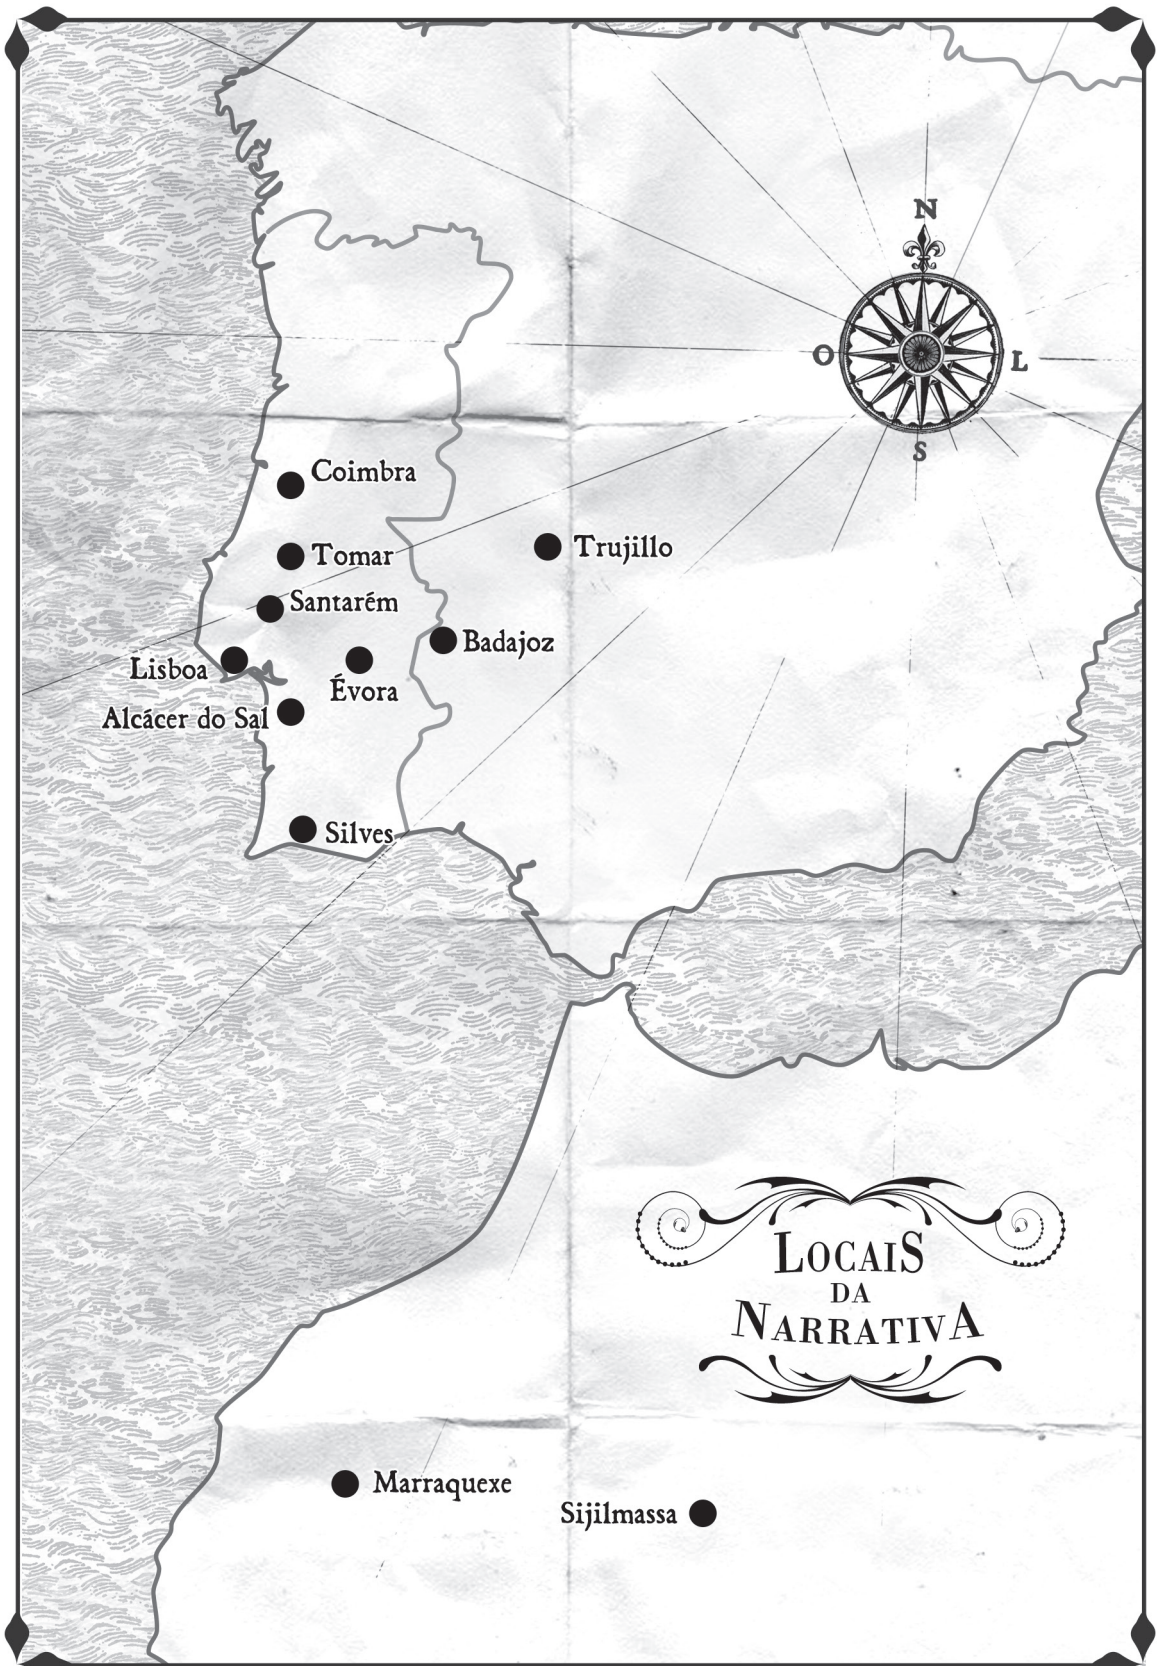 N
O
L
S
Coimbra
Trujillo
Tomar
Santarém
Badajoz
Lisboa
Évora
Alcácer do Sal
Silves
LOCAIS
DA
NARRATIVA
Marraquexe
Sijilmassa